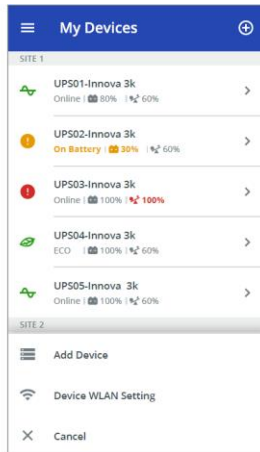 My Devices
SITE 1
UPS01-Innova 3k
Online | 80% | 60%
UPS02-Innova 3k
On Battery | 30% | 60%
UPS03-Innova 3k
Online | 100% | 100%
UPS04-Innova 3k
ECO | 100% | 60%
UPS05-Innova 3k
Online | 100% | 60%
SITE 2
Add Device
Device WLAN Setting
Cancel